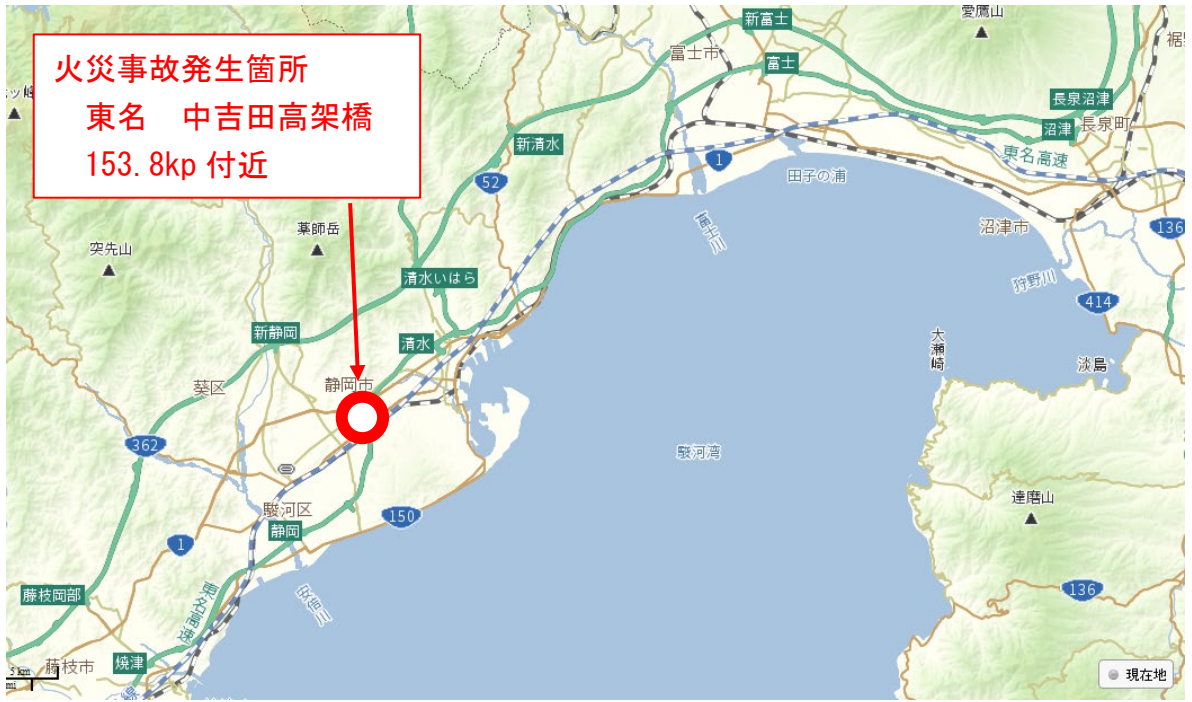 火災事故発生箇所
東名　中吉田高架橋
153.8kp 付近
愛鷹山
新富士
富士市
富士
長泉沼津
沼津
長泉町
東名高速
新清水
52
1
田子の浦
富士川
沼津市
136
狩野川
414
薬師岳
突先山
清水いはら
新静岡
清水
大瀬崎
淡島
静岡市
葵区
362
駿河湾
達磨山
駿河区
150
静岡
1
136
藤枝岡部
東名高速
安倍川
藤枝市
焼津
5 km
mi
現在地